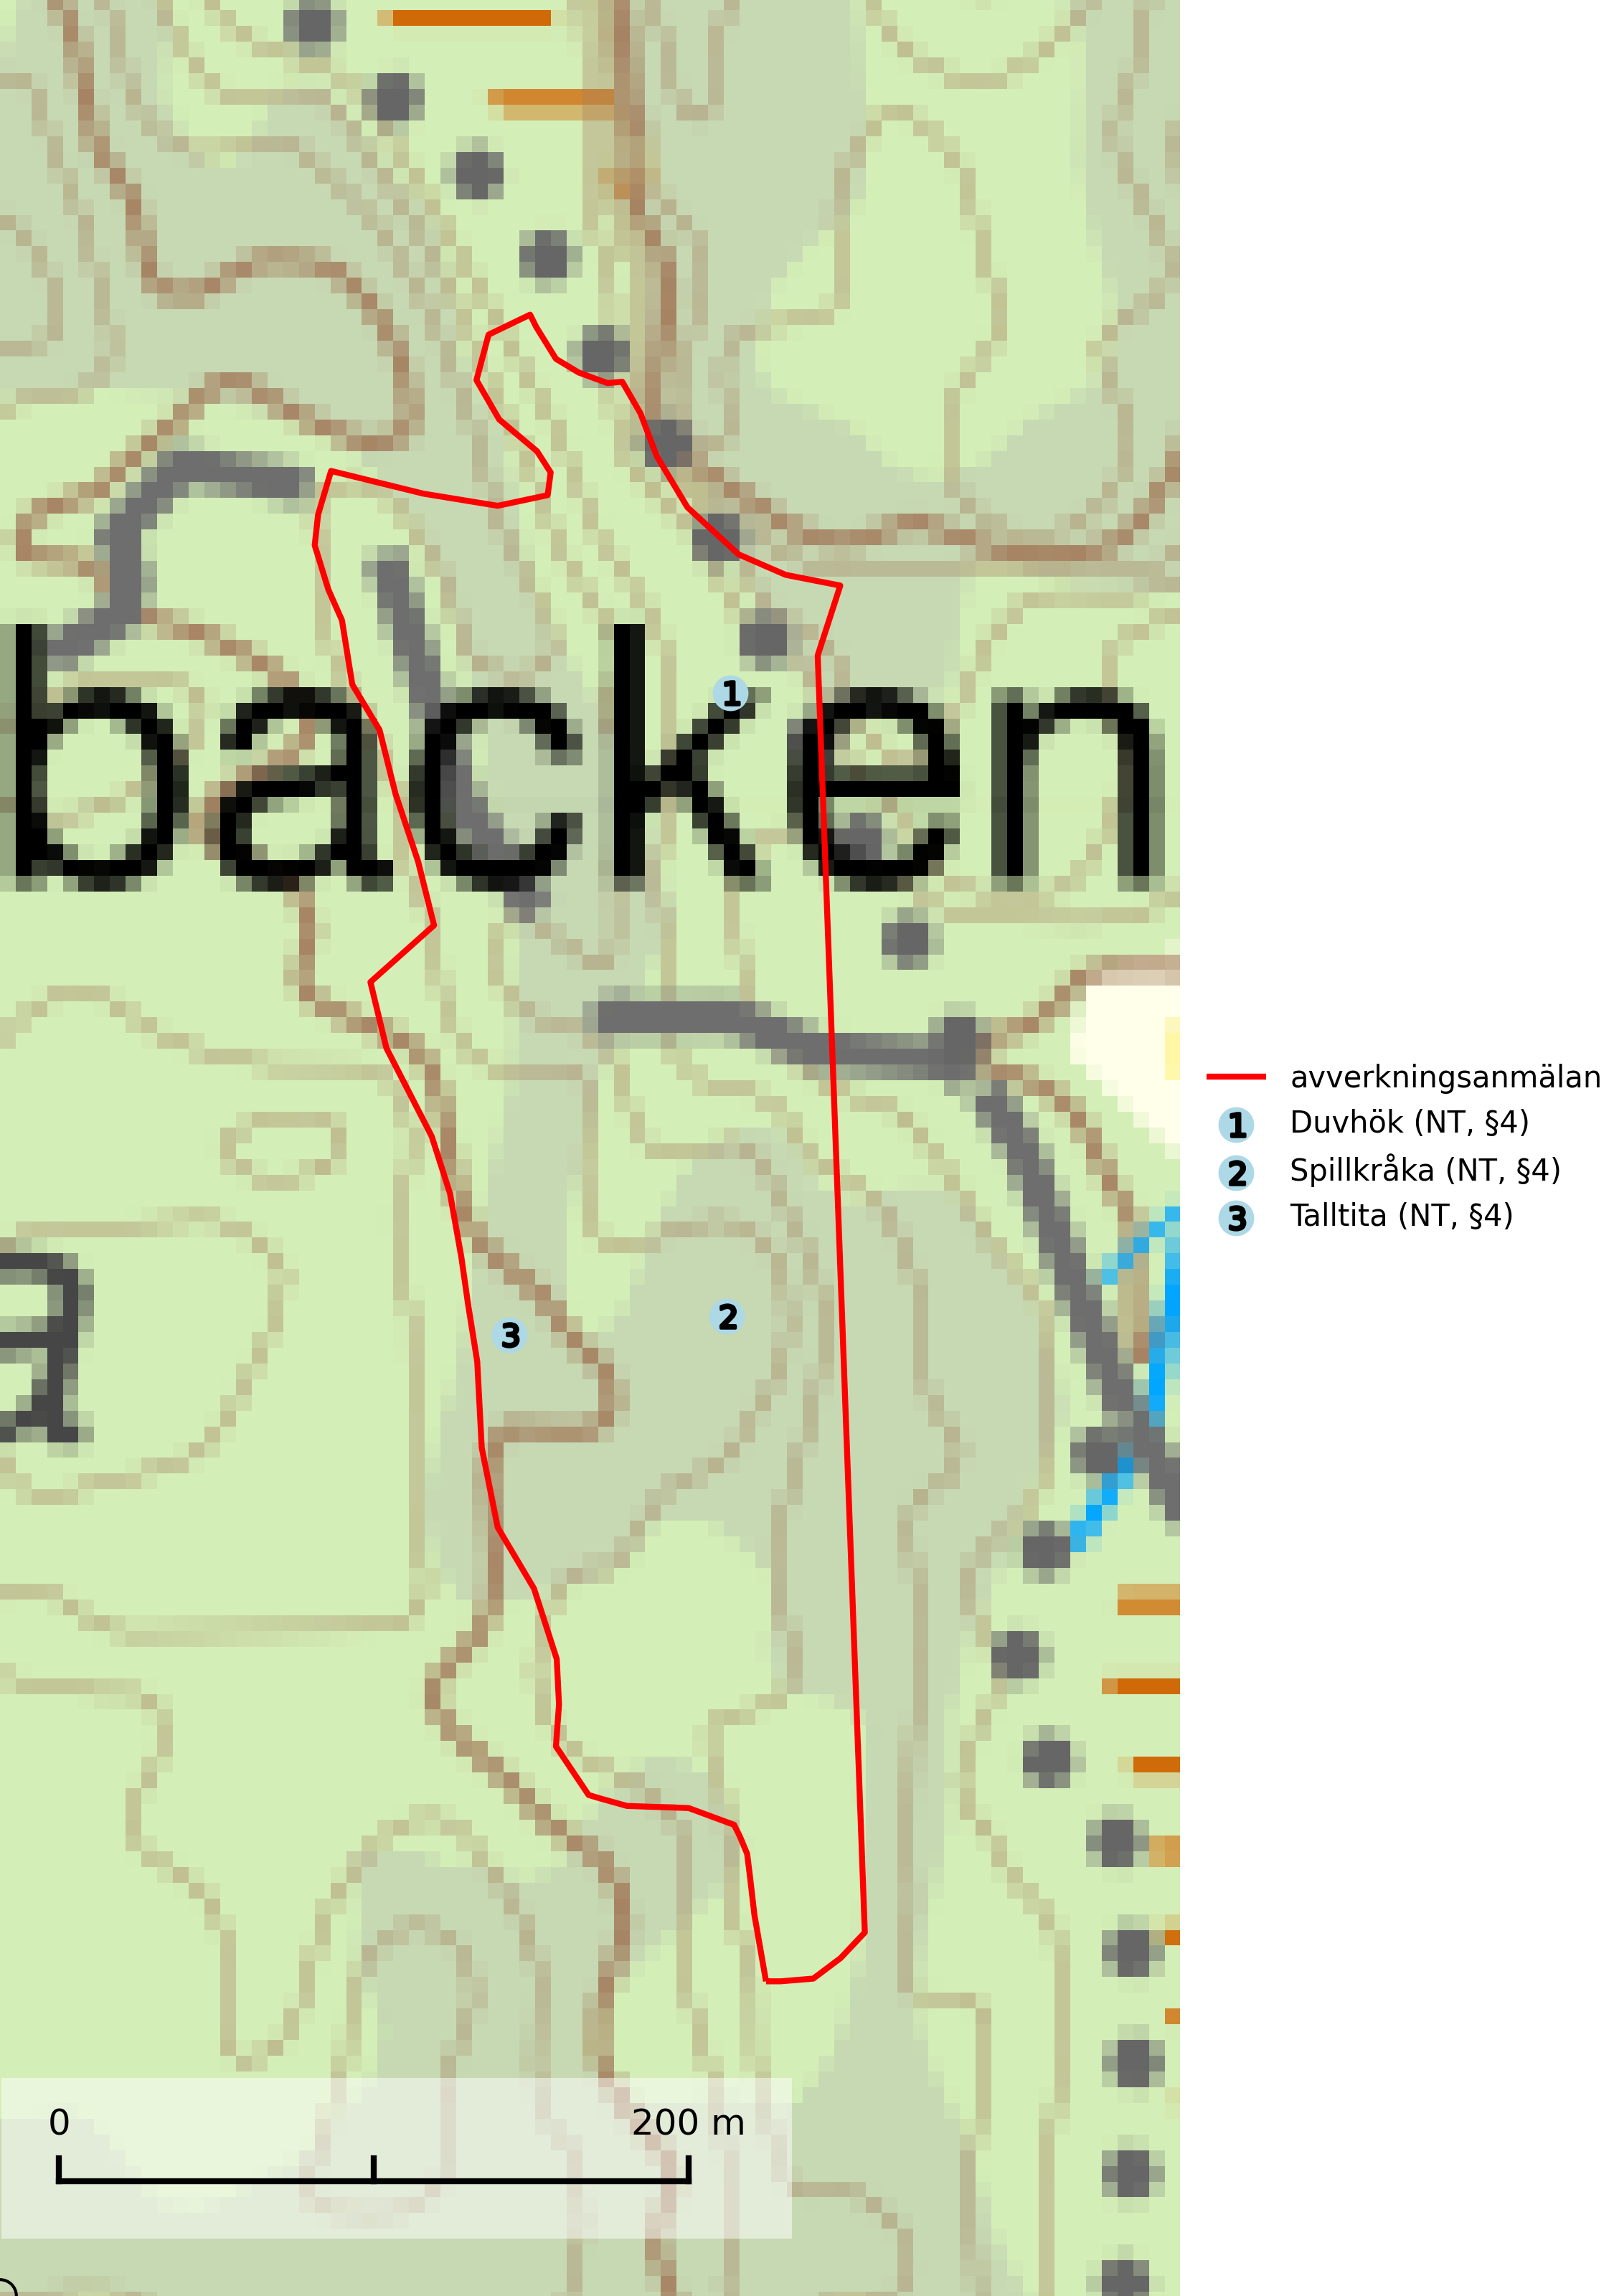 backen
1
avverkningsanmälan
1 Duvhök (NT, §4)
2 Spillkråka (NT, §4)
3 Talltita (NT, §4)
a
3
2
0 200 m